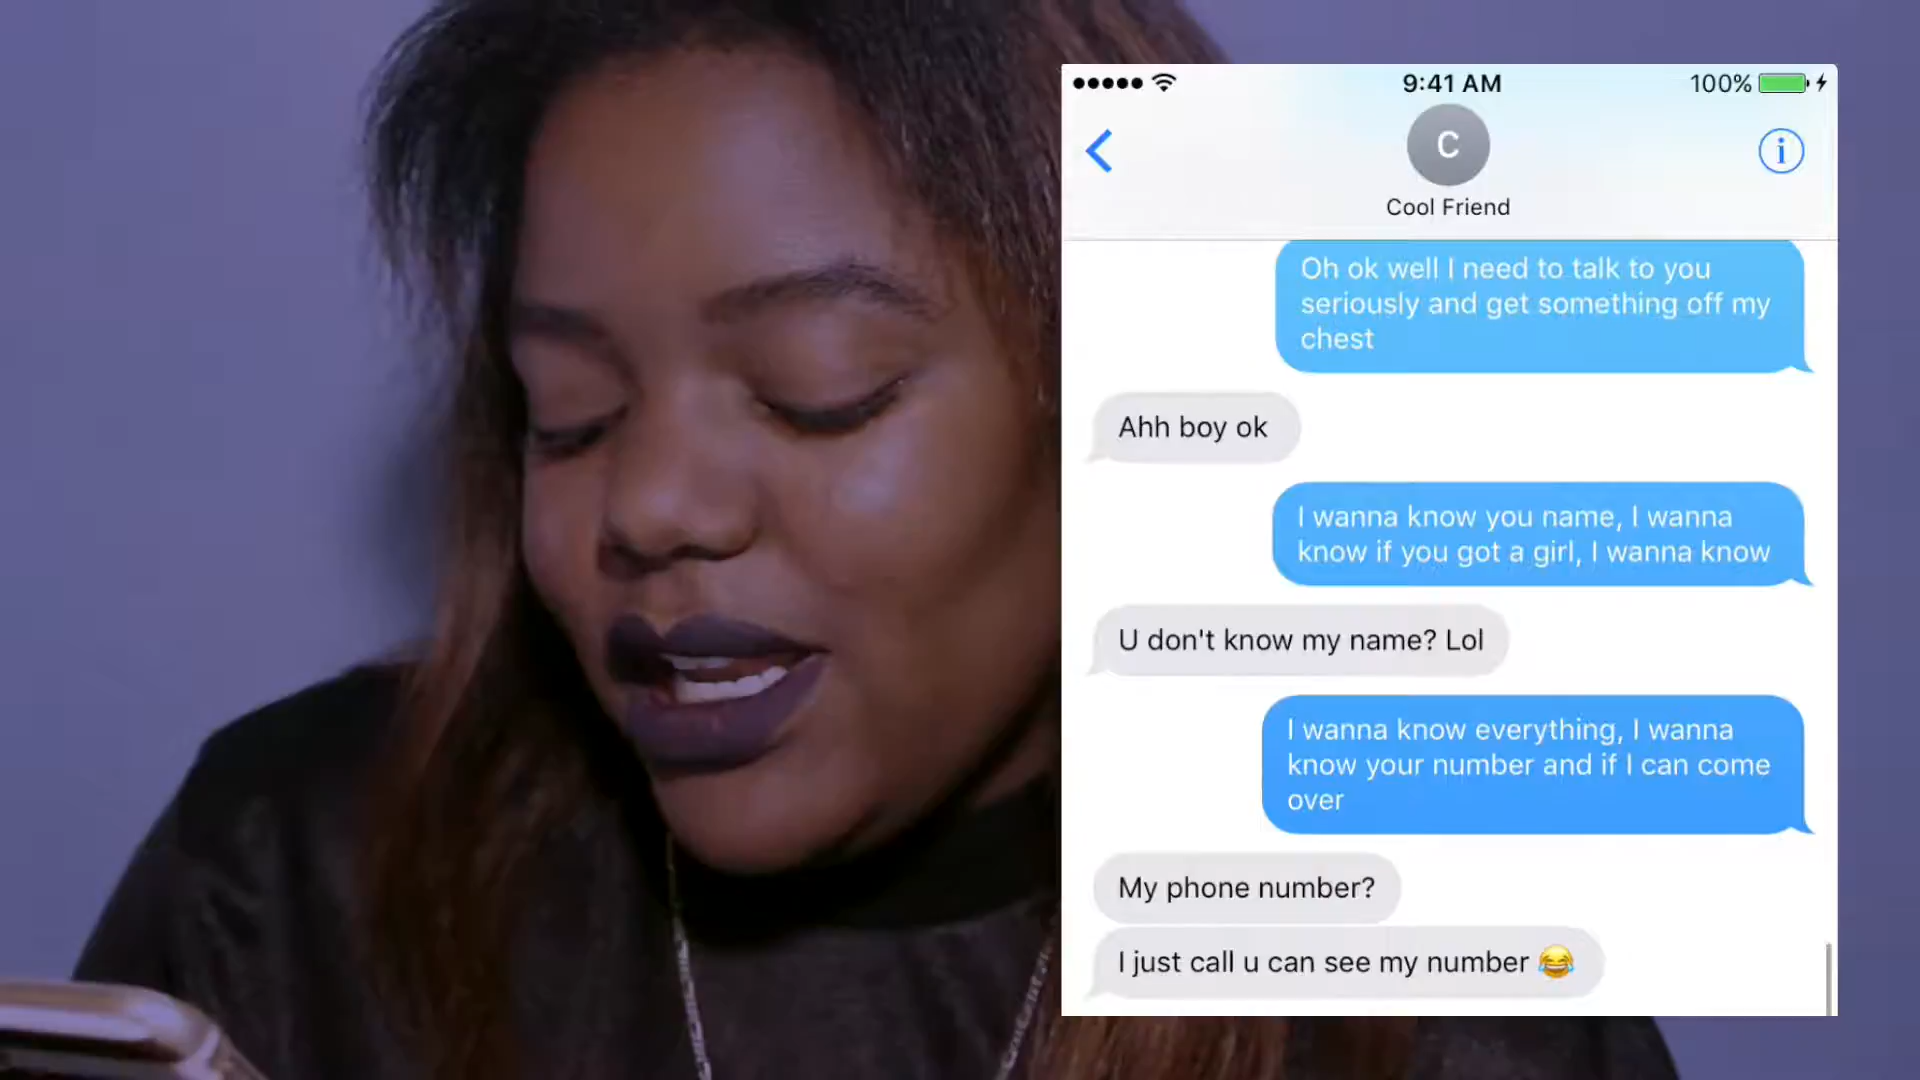 9:41 AM
100%
C
i
Cool Friend
Oh ok well I need to talk to you
seriously and get something off my
chest
Ahh boy ok
I wanna know you name, I wanna
know if you got a girl, I wanna know
U don't know my name? Lol
I wanna know everything, I wanna
know your number and if I can come
over
My phone number?
I just call u can see my number 😂